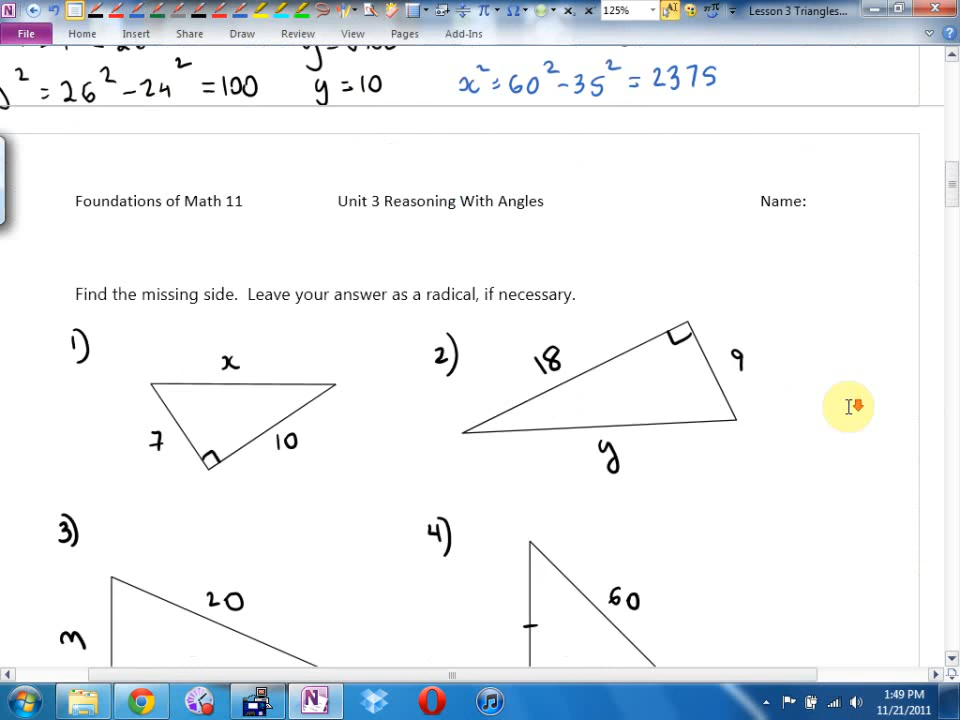 125% Lesson 3 Triangles...
File Home Insert Share Draw Review View Pages Add-Ins
² = 26² - 24² = 100 y = 10 x² = 60² - 35² = 2375
Foundations of Math 11 Unit 3 Reasoning With Angles Name:
Find the missing side. Leave your answer as a radical, if necessary.
1) x 7 10
2) 18 9 y
3) 20 m
4) 60
1:49 PM
11/21/2011